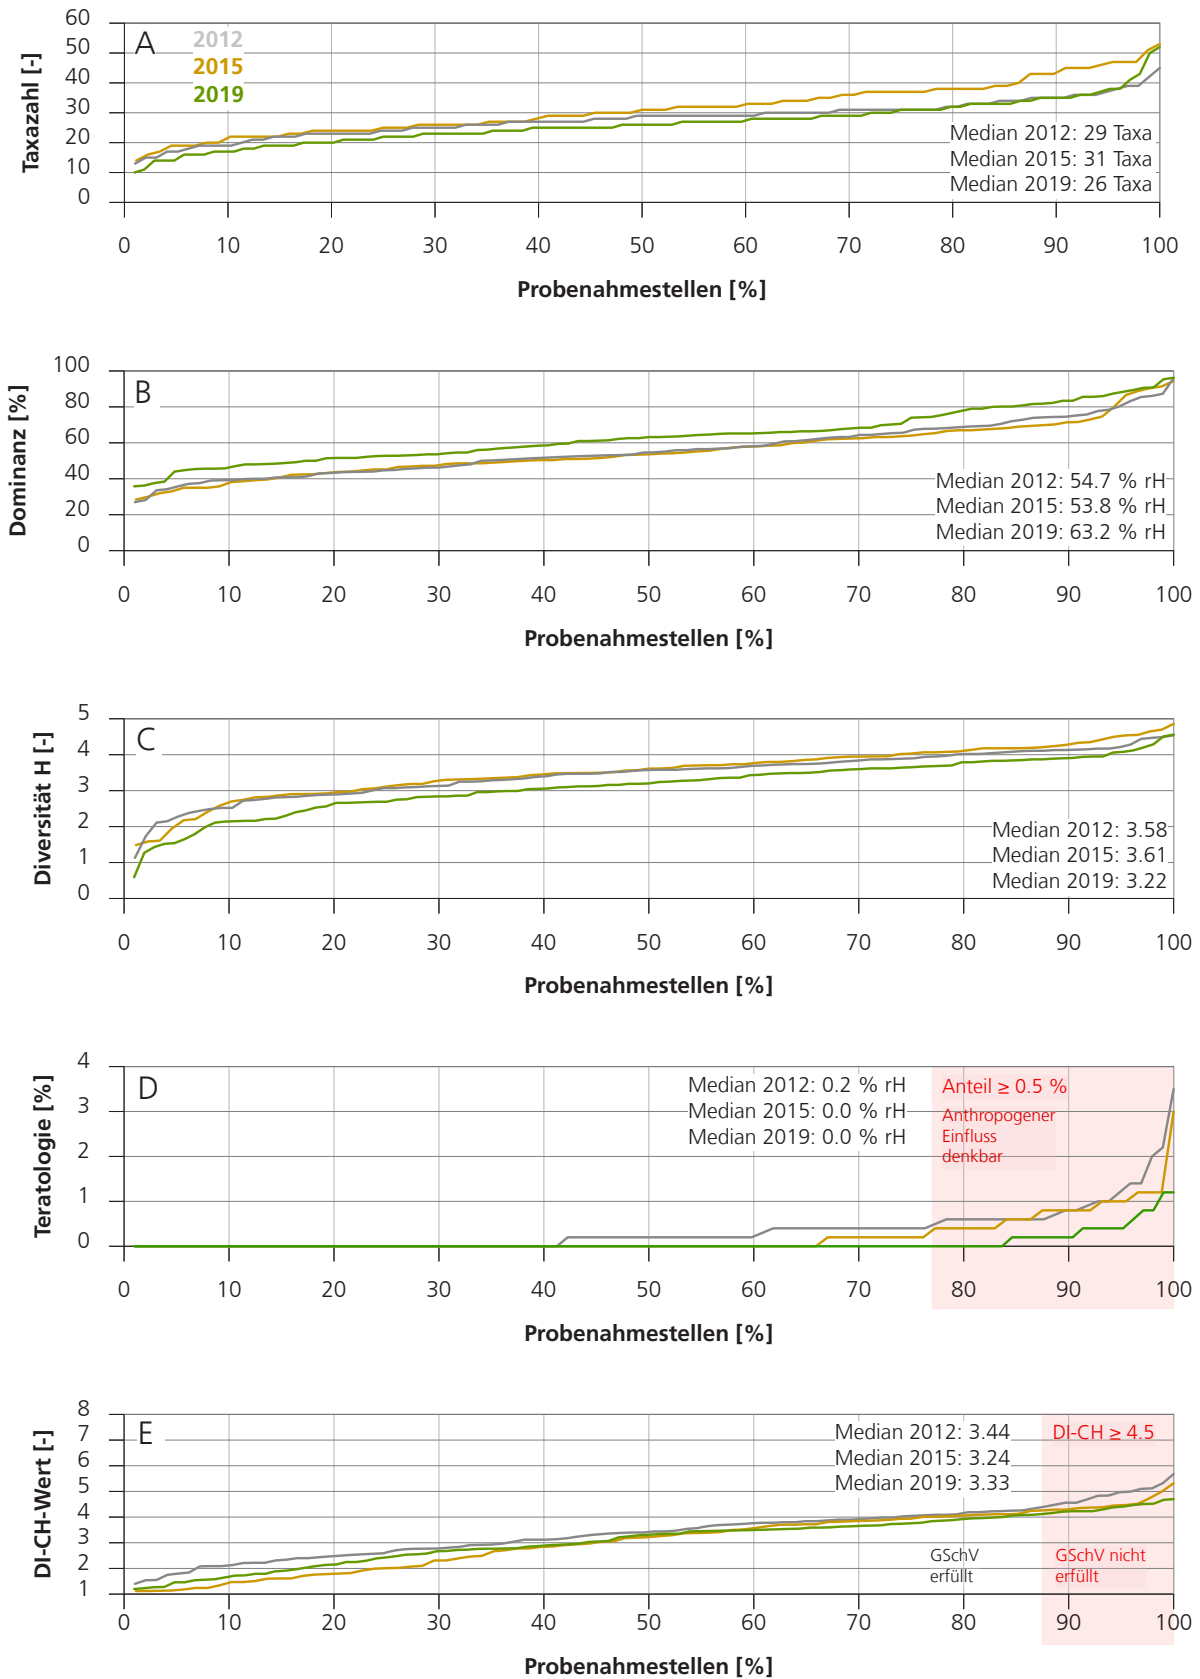 A
2012
2015
2019
Taxazahl [-]
60
50
40
30
20
10
0
Median 2012: 29 Taxa
Median 2015: 31 Taxa
Median 2019: 26 Taxa
0 10 20 30 40 50 60 70 80 90 100
Probenahmestellen [%]
B
Dominanz [%]
100
80
60
40
20
0
Median 2012: 54.7 % rH
Median 2015: 53.8 % rH
Median 2019: 63.2 % rH
0 10 20 30 40 50 60 70 80 90 100
Probenahmestellen [%]
C
Diversität H [-]
5
4
3
2
1
0
Median 2012: 3.58
Median 2015: 3.61
Median 2019: 3.22
0 10 20 30 40 50 60 70 80 90 100
Probenahmestellen [%]
D
Teratologie [%]
4
3
2
1
0
Median 2012: 0.2 % rH
Median 2015: 0.0 % rH
Median 2019: 0.0 % rH
Anteil ≥ 0.5 %
Anthropogener
Einfluss
denkbar
0 10 20 30 40 50 60 70 80 90 100
Probenahmestellen [%]
E
DI-CH-Wert [-]
8
7
6
5
4
3
2
1
Median 2012: 3.44
Median 2015: 3.24
Median 2019: 3.33
DI-CH ≥ 4.5
GSchV
erfüllt
GSchV nicht
erfüllt
0 10 20 30 40 50 60 70 80 90 100
Probenahmestellen [%]